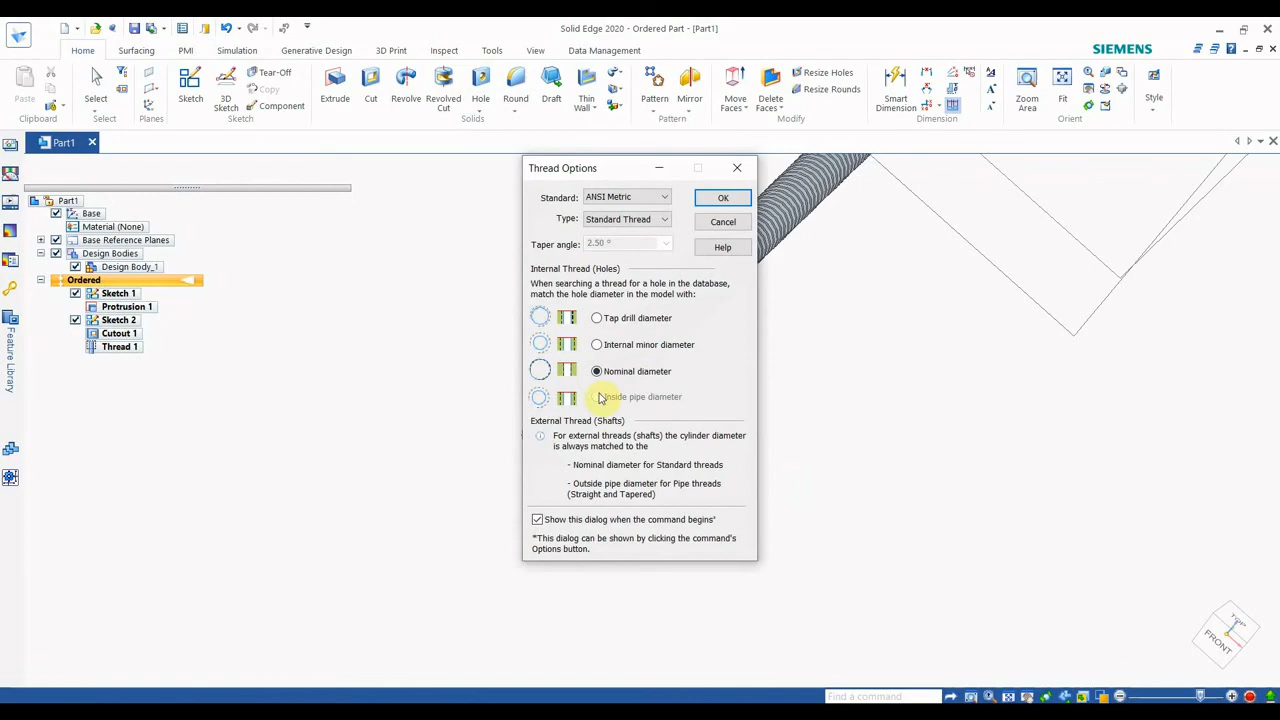 Solid Edge 2020 - Ordered Part - [Part1]
Home
Surfacing
PMI
Simulation
Generative Design
3D Print
Inspect
Tools
View
Data Management
SIEMENS
Paste
Clipboard
Select
Select
Planes
Sketch
3D
Sketch
Tear-Off
Copy
Component
Sketch
Extrude
Cut
Revolve
Revolved
Cut
Hole
Round
Draft
Thin
Wall
Solids
Pattern
Mirror
Pattern
Move
Faces
Delete
Faces
Resize Holes
Resize Rounds
Modify
Smart
Dimension
Dimension
Zoom
Area
Fit
Orient
Style
Part1
Part1
Base
Material (None)
Base Reference Planes
Design Bodies
Design Body_1
Ordered
Sketch 1
Protrusion 1
Sketch 2
Cutout 1
Thread 1
Feature Library
Thread Options
Standard: ANSI Metric
OK
Type: Standard Thread
Cancel
Taper angle: 2.50 °
Help
Internal Thread (Holes)
When searching a thread for a hole in the database,
match the hole diameter in the model with:
Tap drill diameter
Internal minor diameter
Nominal diameter
Inside pipe diameter
External Thread (Shafts)
For external threads (shafts) the cylinder diameter
is always matched to the
- Nominal diameter for Standard threads
- Outside pipe diameter for Pipe threads
(Straight and Tapered)
Show this dialog when the command begins*
*This dialog can be shown by clicking the command's
Options button.
TOP
FRONT
Find a command